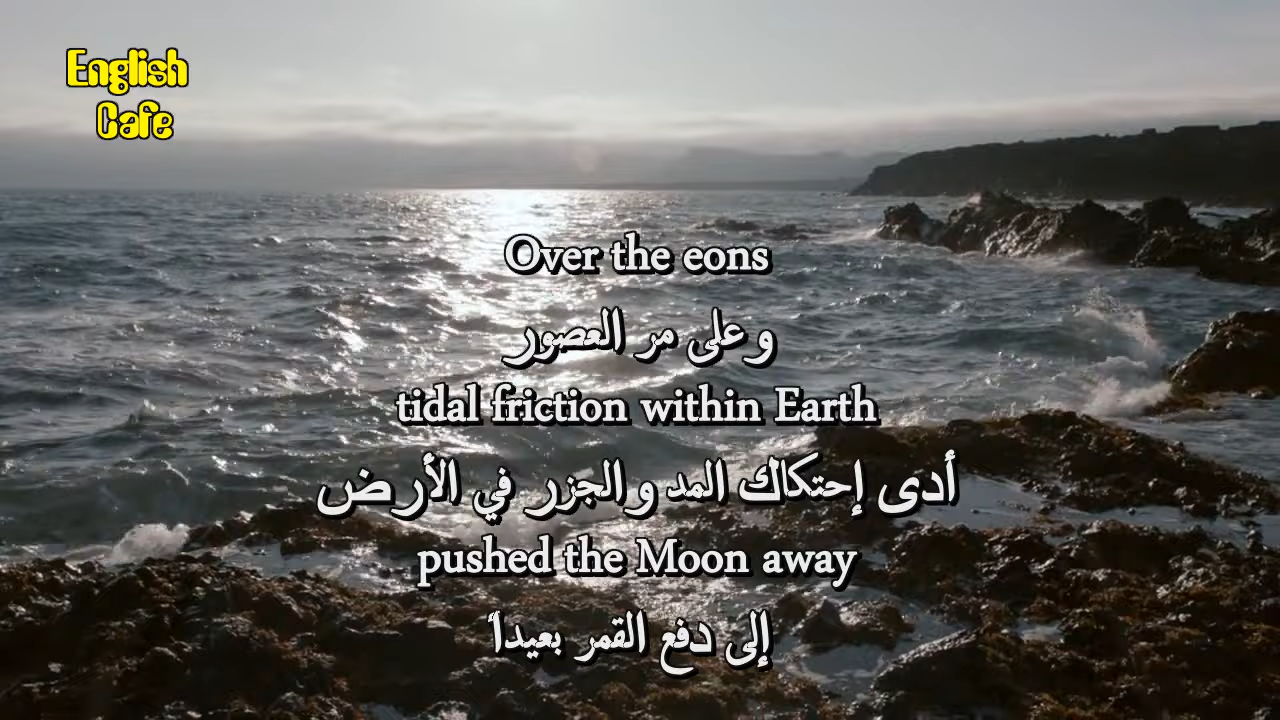 English
Cafe
Over the eons
وعلى مر العصور
tidal friction within Earth
أدى إحتكاك المد والجزر في الأرض
pushed the Moon away
إلى دفع القمر بعيداً